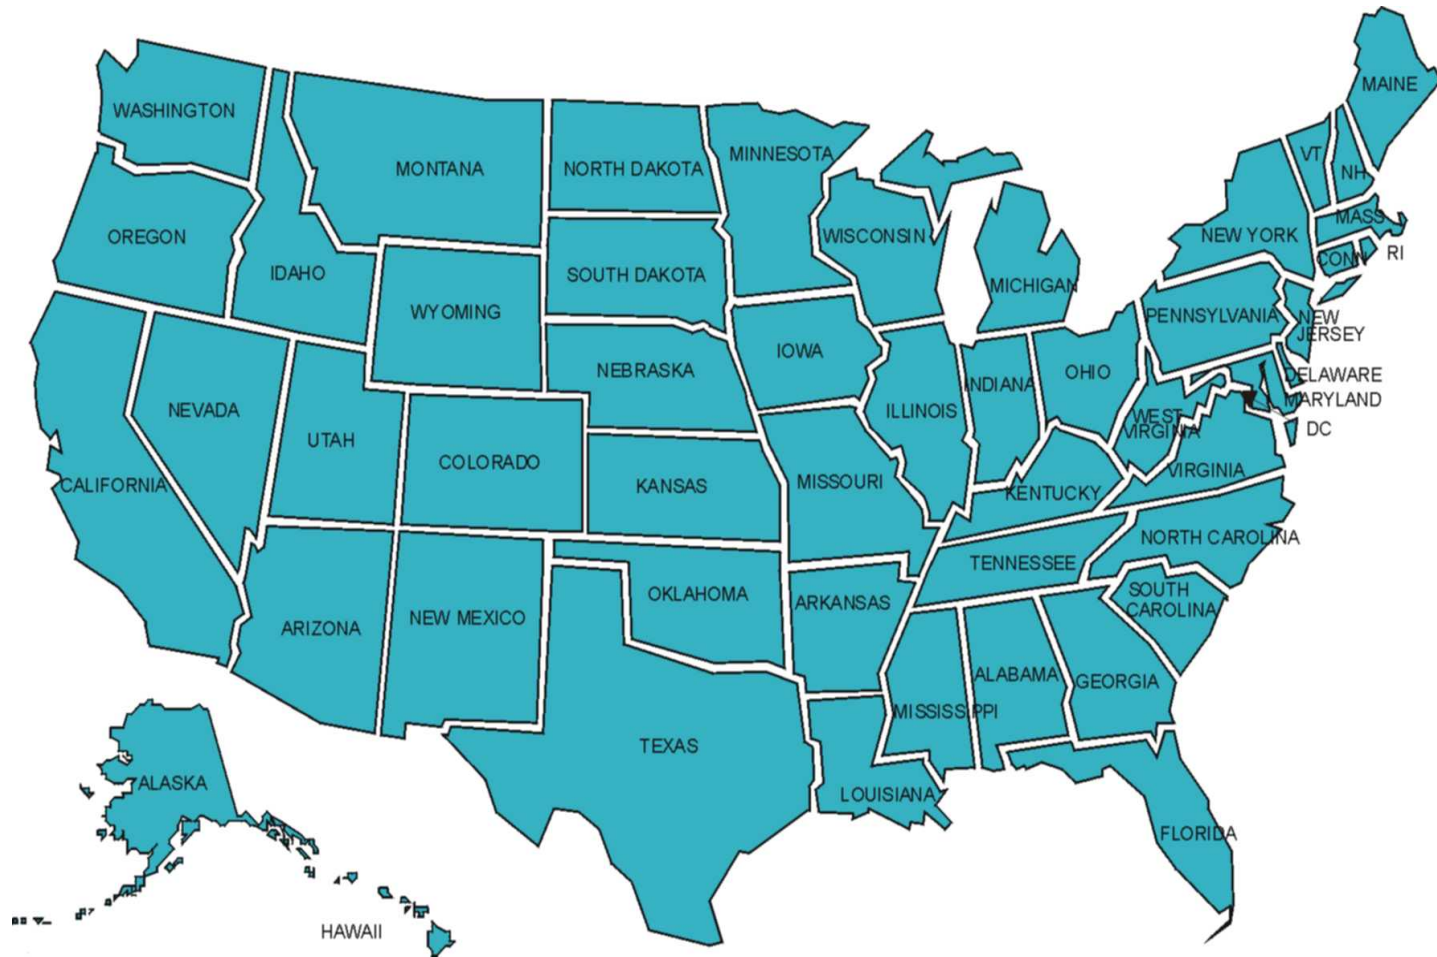 MAINE
WASHINGTON
MONTANA
NORTH DAKOTA
MINNESOTA
VT
NH
MASS
OREGON
IDAHO
SOUTH DAKOTA
WISCONSIN
NEW YORK
CONN
RI
WYOMING
MICHIGAN
PENNSYLVANIA
NEW
JERSEY
IOWA
NEBRASKA
INDIANA
OHIO
DELAWARE
MARYLAND
NEVADA
ILLINOIS
WEST
VIRGINIA
DC
UTAH
COLORADO
KANSAS
MISSOURI
VIRGINIA
CALIFORNIA
KENTUCKY
NORTH CAROLINA
TENNESSEE
SOUTH
CAROLINA
OKLAHOMA
ARKANSAS
ARIZONA
NEW MEXICO
ALABAMA
GEORGIA
MISSISSIPPI
TEXAS
ALASKA
LOUISIANA
FLORIDA
HAWAII